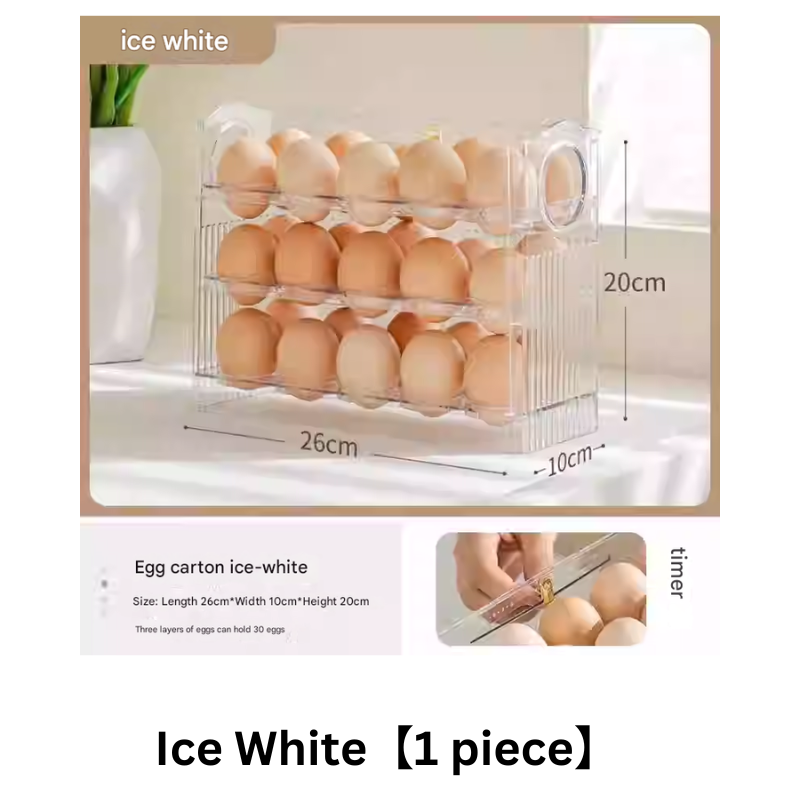 ice white
20cm
26cm
10cm
Egg carton ice-white
Size: Length 26cm*Width 10cm*Height 20cm
Three layers of eggs can hold 30 eggs
timer
Ice White【1 piece】